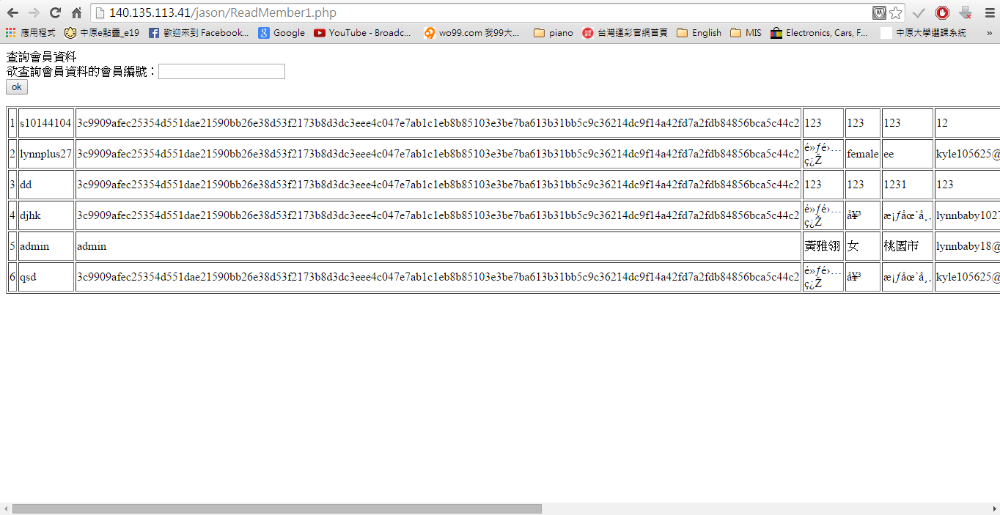 140.135.113.41/jason/ReadMember1.php
應用程式 中原e點靈_e19 歡迎來到 Facebook... Google YouTube - Broadc... wo99.com 我99大... piano 台灣運彩官網首頁 English MIS Electronics, Cars, F... 中原大學選課系統 »
查詢會員資料
欲查詢會員資料的會員編號：
ok
1 s10144104 3c9909afec25354d551dae21590bb26e38d53f2173b8d3dc3eee4c047e7ab1c1eb8b85103e3be7ba613b31bb5c9c36214dc9f14a42fd7a2fdb84856bca5c44c2 123 123 123 12
2 lynnplus27 3c9909afec25354d551dae21590bb26e38d53f2173b8d3dc3eee4c047e7ab1c1eb8b85103e3be7ba613b31bb5c9c36214dc9f14a42fd7a2fdb84856bca5c44c2 é»ƒé›… female ee kyle105625@
ç¿Ž
3 dd 3c9909afec25354d551dae21590bb26e38d53f2173b8d3dc3eee4c047e7ab1c1eb8b85103e3be7ba613b31bb5c9c36214dc9f14a42fd7a2fdb84856bca5c44c2 123 123 1231 123
4 djhk 3c9909afec25354d551dae21590bb26e38d53f2173b8d3dc3eee4c047e7ab1c1eb8b85103e3be7ba613b31bb5c9c36214dc9f14a42fd7a2fdb84856bca5c44c2 é»ƒé›… å¥³ æ¡ƒåœ’å¸‚ lynnbaby1027
ç¿Ž
5 admin admin 黃雅翎 女 桃園市 lynnbaby18@
6 qsd 3c9909afec25354d551dae21590bb26e38d53f2173b8d3dc3eee4c047e7ab1c1eb8b85103e3be7ba613b31bb5c9c36214dc9f14a42fd7a2fdb84856bca5c44c2 é»ƒé›… å¥³ æ¡ƒåœ’å¸‚ kyle105625@
ç¿Ž